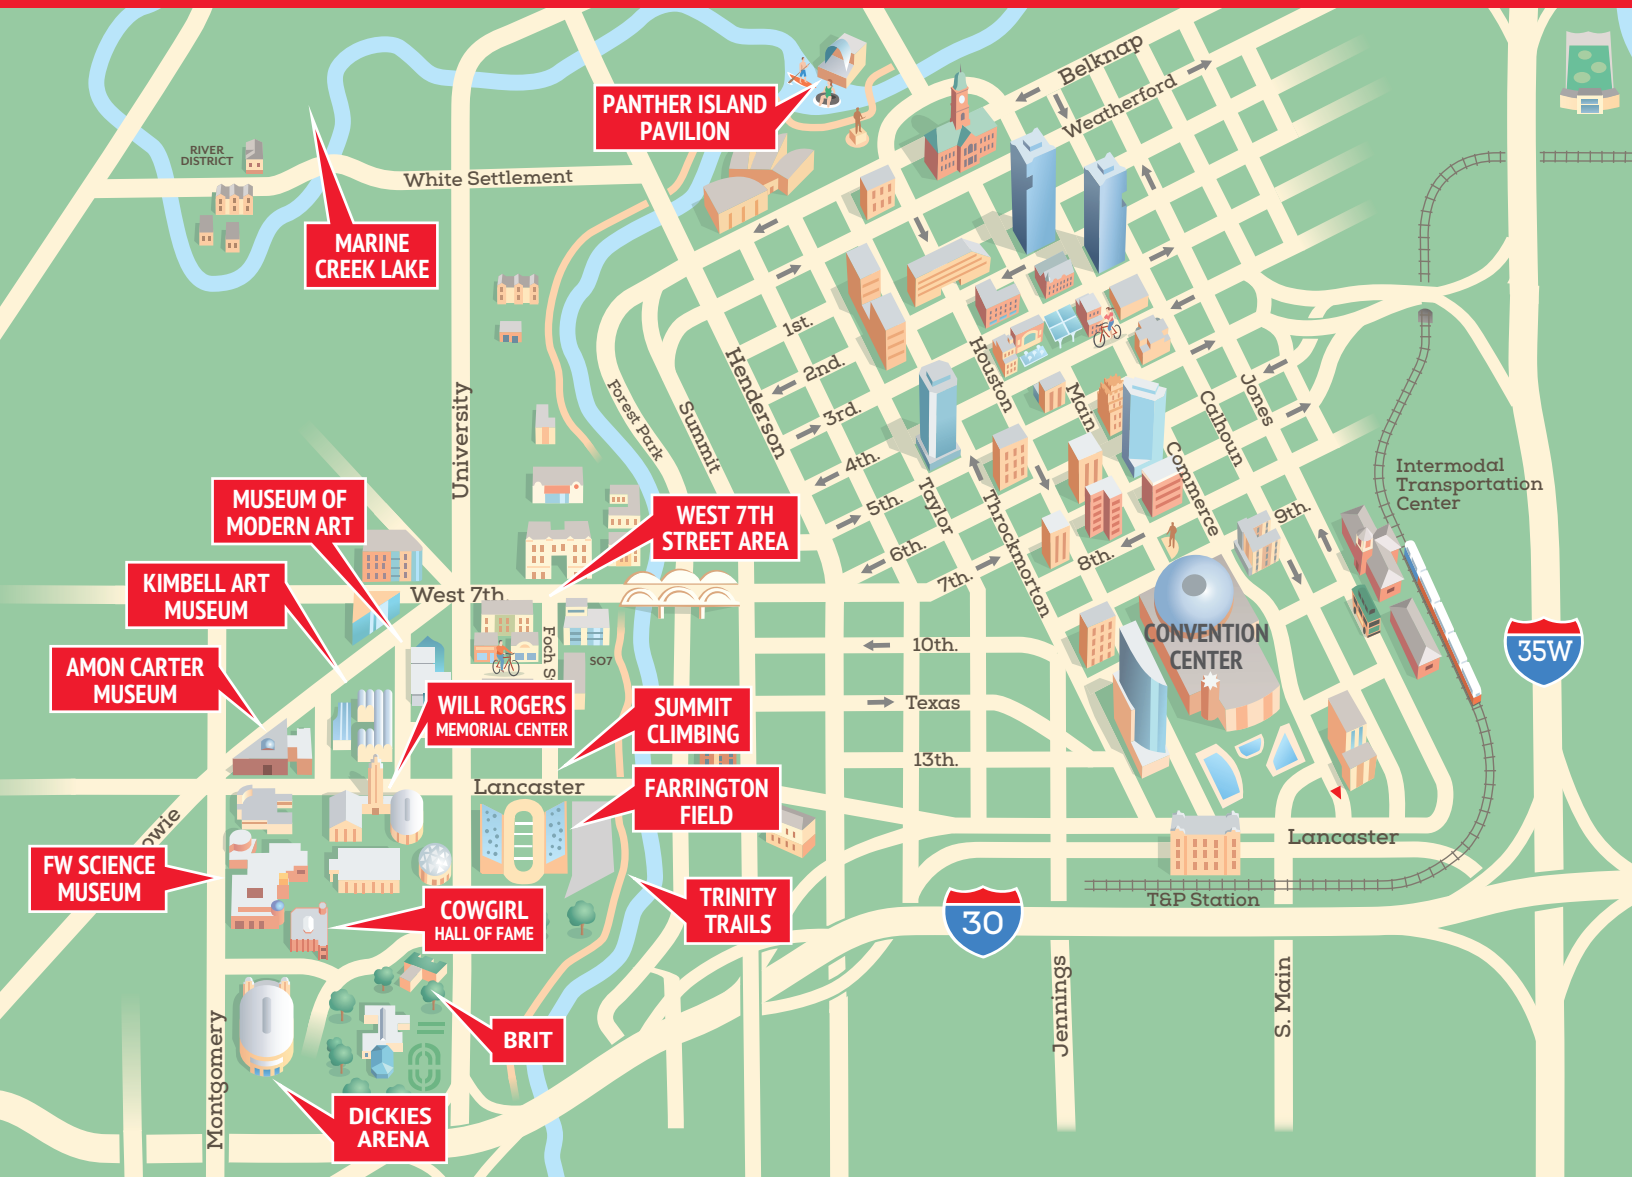 Belknap
Weatherford
PANTHER ISLAND
PAVILION
RIVER
DISTRICT
White Settlement
MARINE
CREEK LAKE
1st.
2nd.
3rd.
4th.
5th.
6th.
7th.
8th.
9th.
Henderson
Houston
Main
Calhoun
Jones
Forest Park
Summit
University
Taylor
Throckmorton
Commerce
Intermodal
Transportation
Center
MUSEUM OF
MODERN ART
WEST 7TH
STREET AREA
KIMBELL ART
MUSEUM
West 7th.
Foch St
SO7
AMON CARTER
MUSEUM
CONVENTION
CENTER
35W
10th.
Texas
13th.
WILL ROGERS
MEMORIAL CENTER
SUMMIT
CLIMBING
Lancaster
FARRINGTON
FIELD
owie
Lancaster
FW SCIENCE
MUSEUM
TRINITY
TRAILS
T&P Station
30
COWGIRL
HALL OF FAME
Jennings
S. Main
BRIT
Montgomery
DICKIES
ARENA